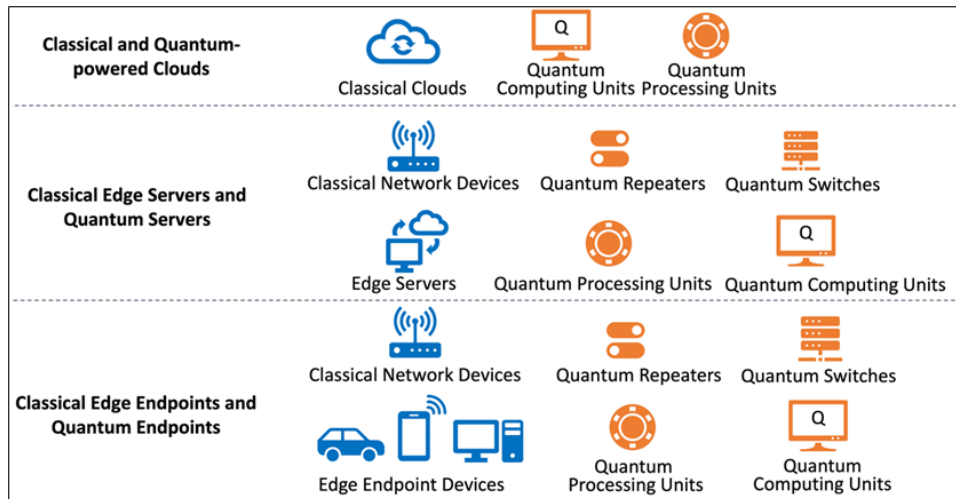 Classical and Quantum-
powered Clouds
Classical Clouds
Q
Quantum
Computing Units
Quantum
Processing Units
Classical Edge Servers and
Quantum Servers
Classical Network Devices
Quantum Repeaters
Quantum Switches
Edge Servers
Quantum Processing Units
Q
Quantum Computing Units
Classical Edge Endpoints and
Quantum Endpoints
Classical Network Devices
Quantum Repeaters
Quantum Switches
Edge Endpoint Devices
Quantum
Processing Units
Q
Quantum
Computing Units